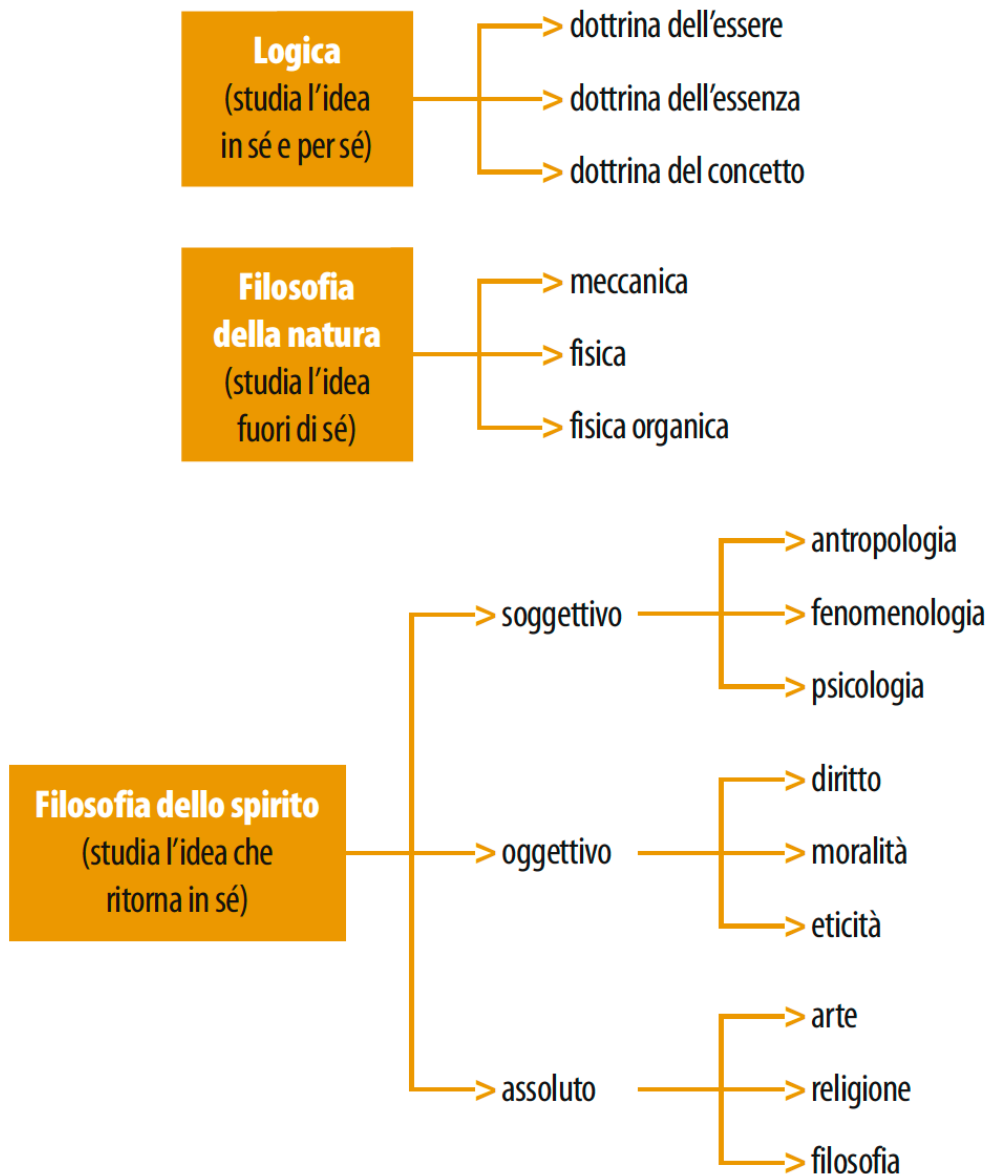 Logica
(studia l'idea
in sé e per sé)
dottrina dell'essere
dottrina dell'essenza
dottrina del concetto
Filosofia
della natura
(studia l'idea
fuori di sé)
meccanica
fisica
fisica organica
Filosofia dello spirito
(studia l'idea che
ritorna in sé)
soggettivo
antropologia
fenomenologia
psicologia
oggettivo
diritto
moralità
eticità
assoluto
arte
religione
filosofia